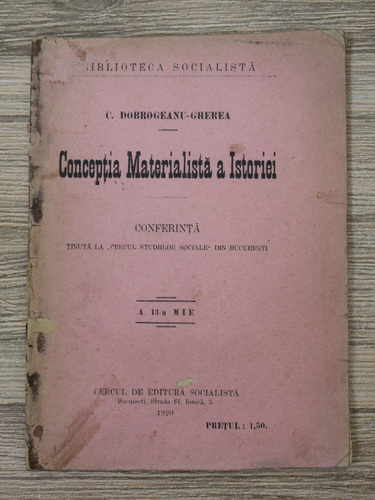 BIBLIOTECA SOCIALISTĂ
C. DOBROGEANU-GHEREA
Concepția Materialistă a Istoriei
CONFERINȚĂ
ȚINUTĂ LA „CERCUL STUDIILOR SOCIALE" DIN BUCUREȘTI
A 13-a MIE
CERCUL DE EDITURĂ SOCIALISTĂ
București, Strada Sf. Ionică, 5
1920
PREȚUL : 1,50.